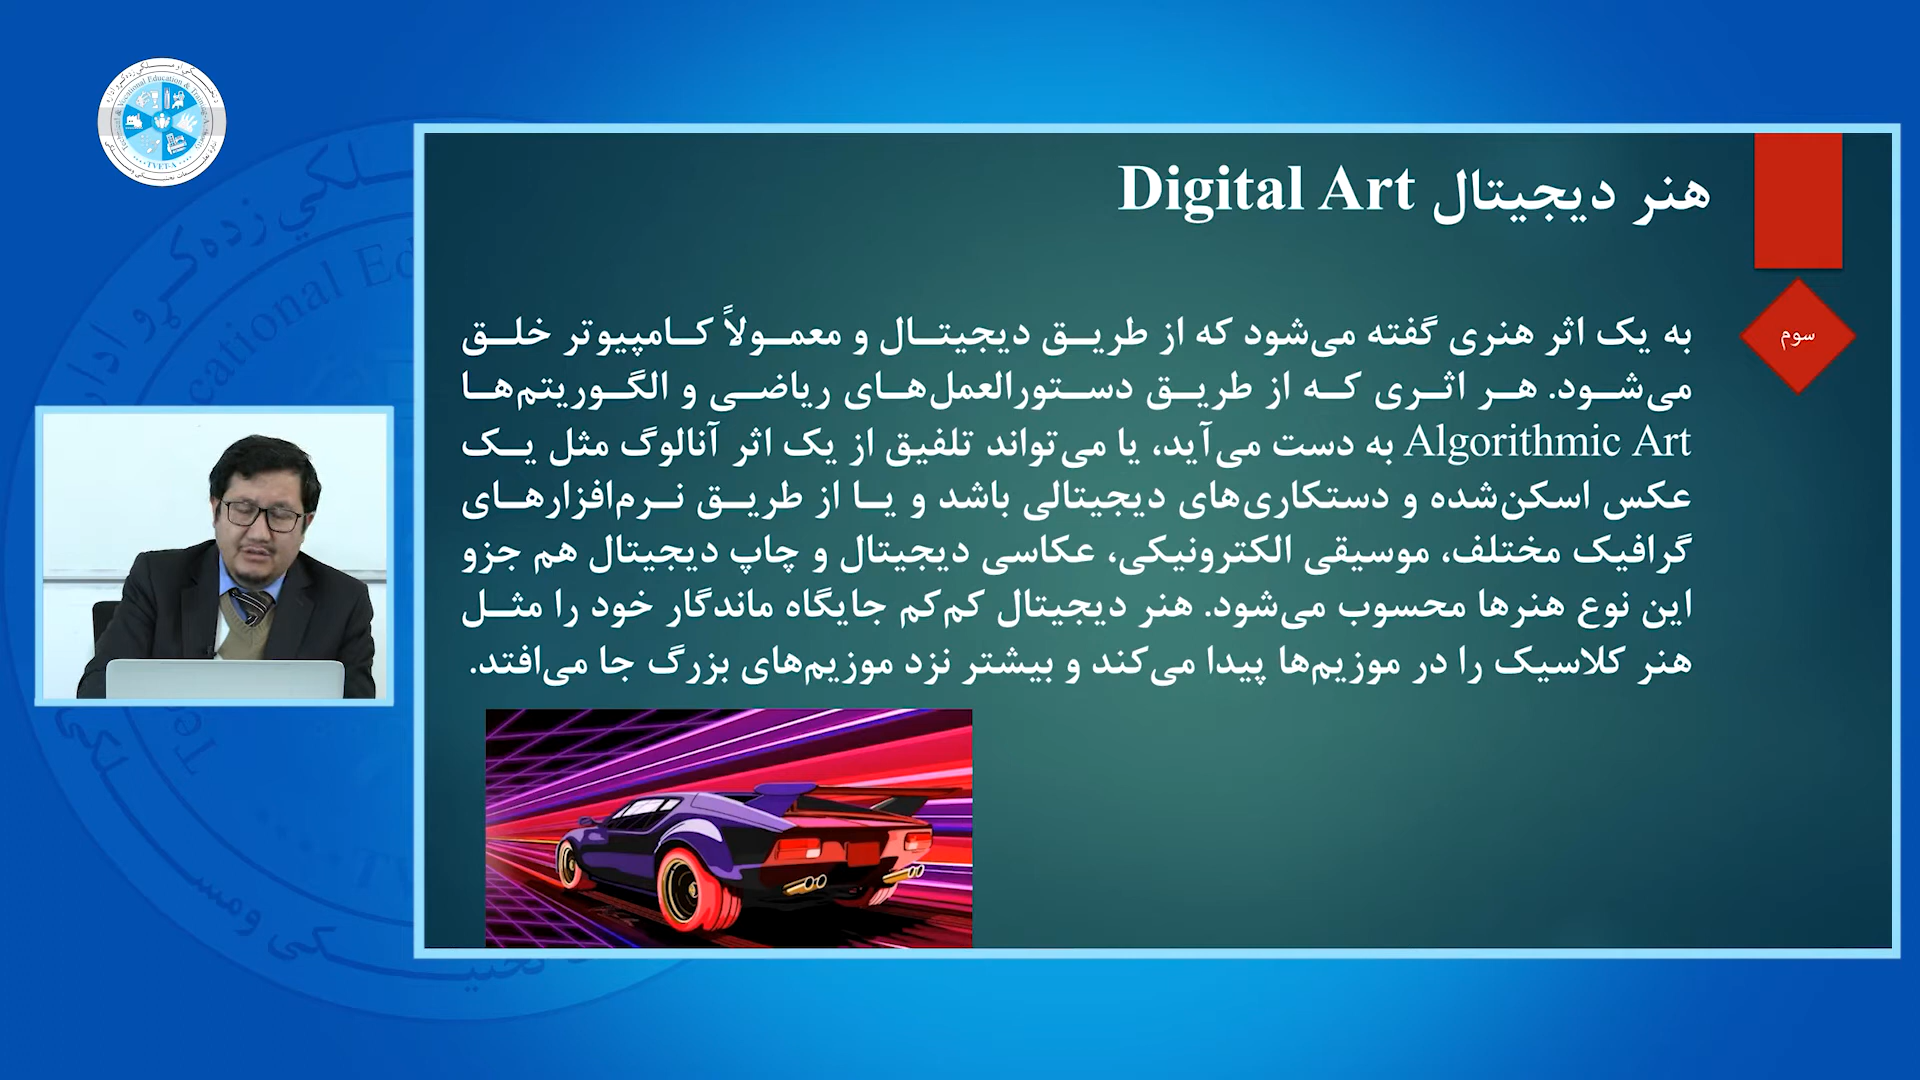 هنر دیجیتال Digital Art
سوم
به یک اثر هنری گفته می‌شود که از طریق دیجیتال و معمولاً کامپیوتر خلق
می‌شود. هر اثری که از طریق دستورالعمل‌های ریاضی و الگوریتم‌ها
Algorithmic Art به دست می‌آید، یا می‌تواند تلفیق از یک اثر آنالوگ مثل یک
عکس اسکن‌شده و دستکاری‌های دیجیتالی باشد و یا از طریق نرم‌افزارهای
گرافیک مختلف، موسیقی الکترونیکی، عکاسی دیجیتال و چاپ دیجیتال هم جزو
این نوع هنرها محسوب می‌شود. هنر دیجیتال کم‌کم جایگاه ماندگار خود را مثل
هنر کلاسیک را در موزیم‌ها پیدا می‌کند و بیشتر نزد موزیم‌های بزرگ جا می‌افتد.